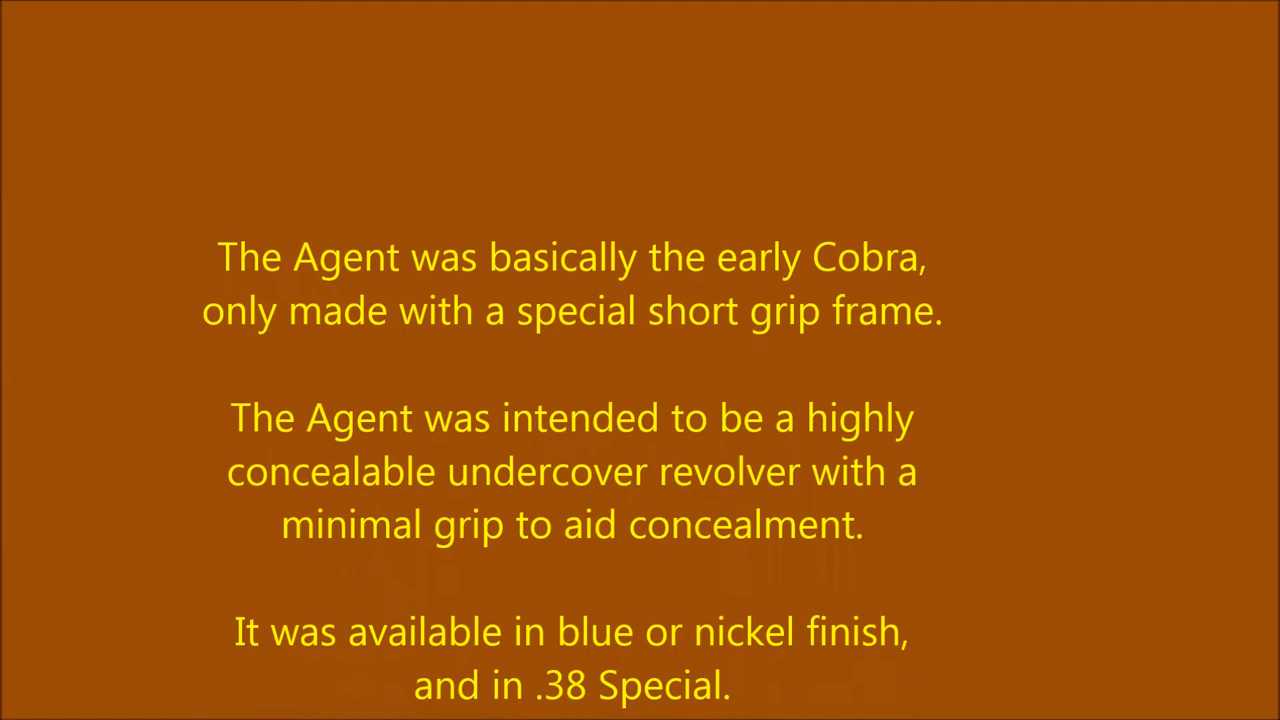 The Agent was basically the early Cobra,
only made with a special short grip frame.
The Agent was intended to be a highly
concealable undercover revolver with a
minimal grip to aid concealment.
It was available in blue or nickel finish,
and in .38 Special.